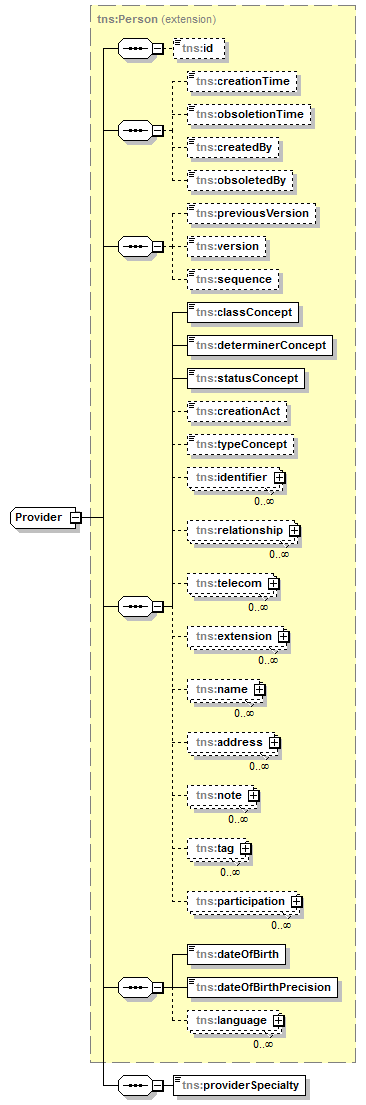 tns:Person (extension)
tns:id
tns:creationTime
tns:obsoletionTime
tns:createdBy
tns:obsoletedBy
tns:previousVersion
tns:version
tns:sequence
tns:classConcept
tns:determinerConcept
tns:statusConcept
tns:creationAct
tns:typeConcept
tns:identifier
0..∞
Provider
tns:relationship
0..∞
tns:telecom
0..∞
tns:extension
0..∞
tns:name
0..∞
tns:address
0..∞
tns:note
0..∞
tns:tag
0..∞
tns:participation
0..∞
tns:dateOfBirth
tns:dateOfBirthPrecision
tns:language
0..∞
tns:providerSpecialty